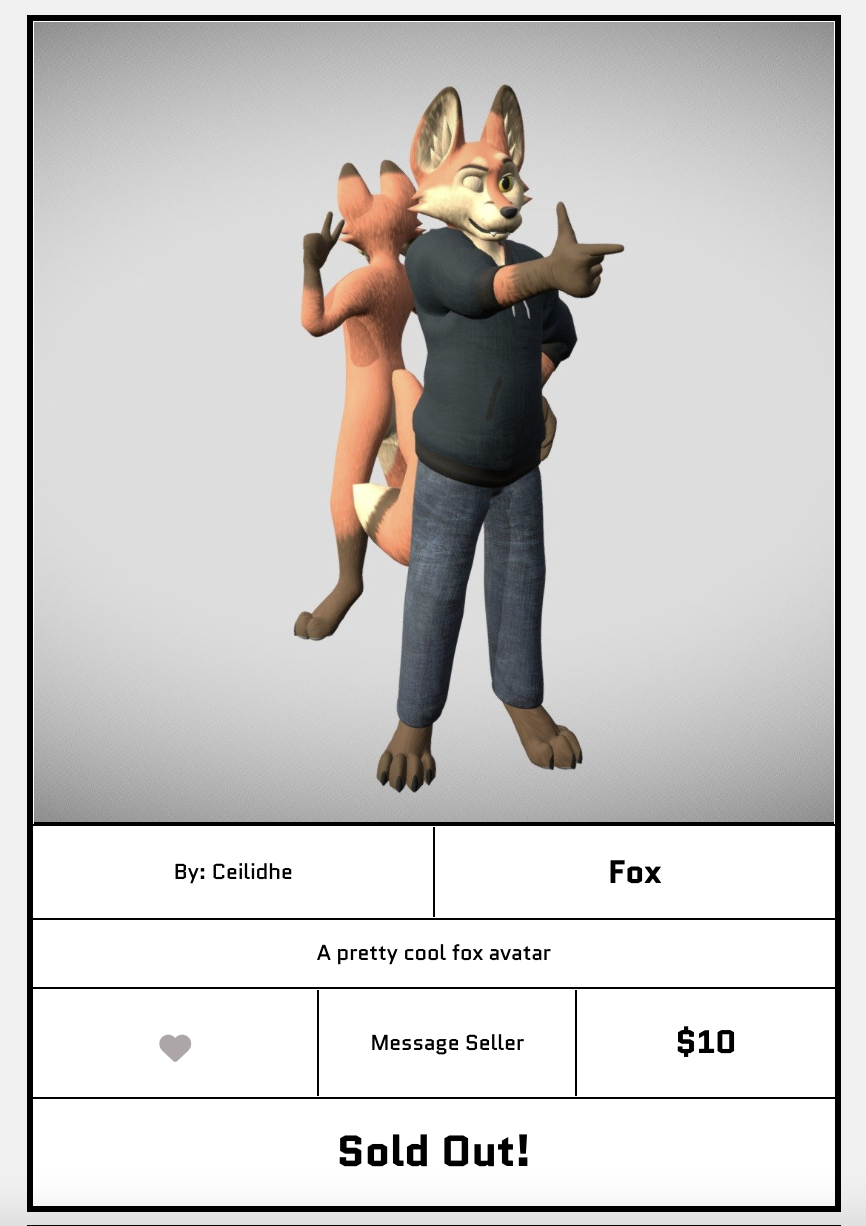 By: Ceilidhe
Fox
A pretty cool fox avatar
Message Seller
$10
Sold Out!